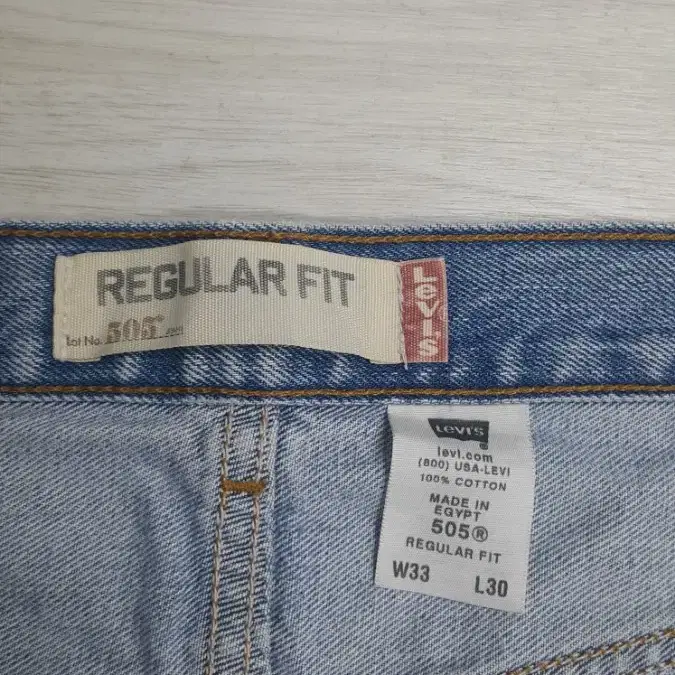 REGULAR FIT
Lot No. 505
Levi's
Levi's
levi.com
(800) USA-LEVI
100% COTTON
MADE IN
EGYPT
505®
REGULAR FIT
W33 L30